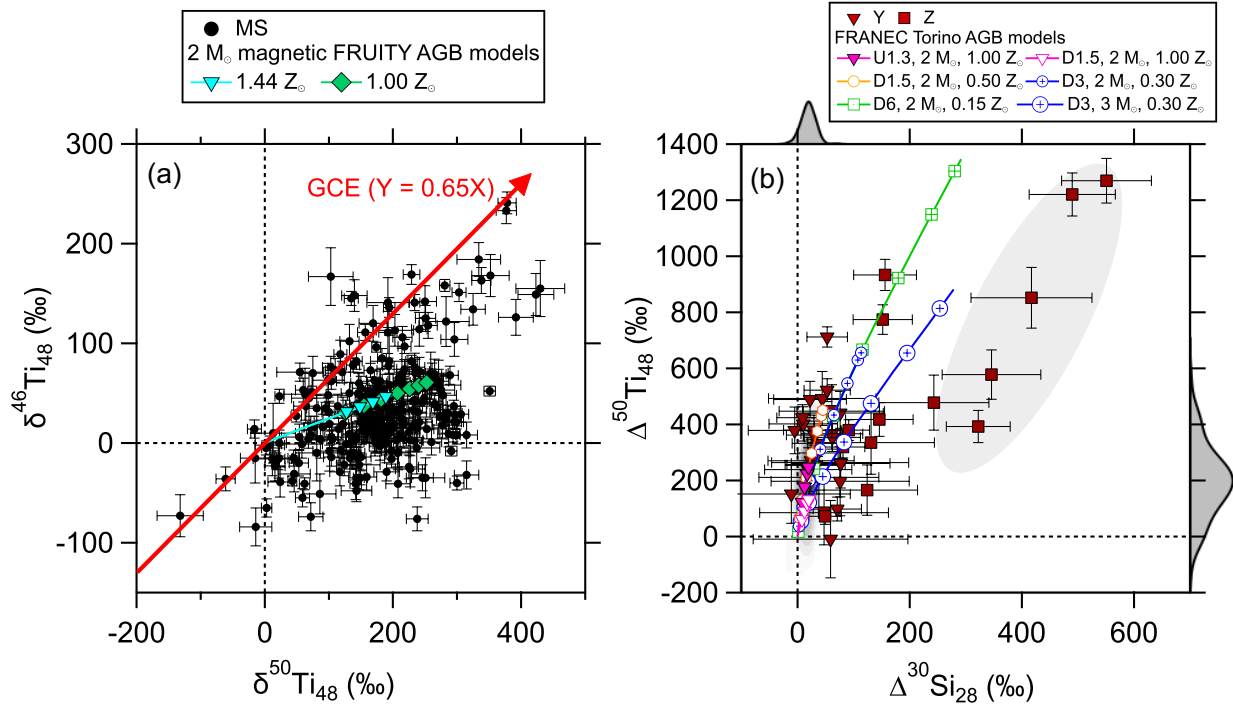 MS
2 M☉ magnetic FRUITY AGB models
1.44 Z☉ 1.00 Z☉
Y Z
FRANEC Torino AGB models
U1.3, 2 M☉, 1.00 Z☉ D1.5, 2 M☉, 1.00 Z☉
D1.5, 2 M☉, 0.50 Z☉ D3, 2 M☉, 0.30 Z☉
D6, 2 M☉, 0.15 Z☉ D3, 3 M☉, 0.30 Z☉
(a)
GCE (Y = 0.65X)
300
200
100
0
-100
δ⁴⁶Ti₄₈ (‰)
-200 0 200 400
δ⁵⁰Ti₄₈ (‰)
(b)
1400
1200
1000
800
600
400
200
0
-200
Δ⁵⁰Ti₄₈ (‰)
0 200 400 600
Δ³⁰Si₂₈ (‰)